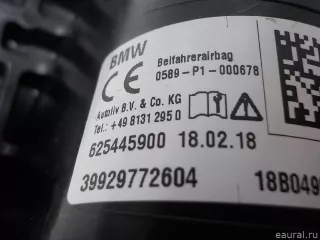 BMW
Beifahrerairbag
0589-P1-000678
CE
Autoliv B.V. & Co. KG
Tel.: +49 8131 295 0
625445900 18.02.18
39929772604
18B049
eaural.ru